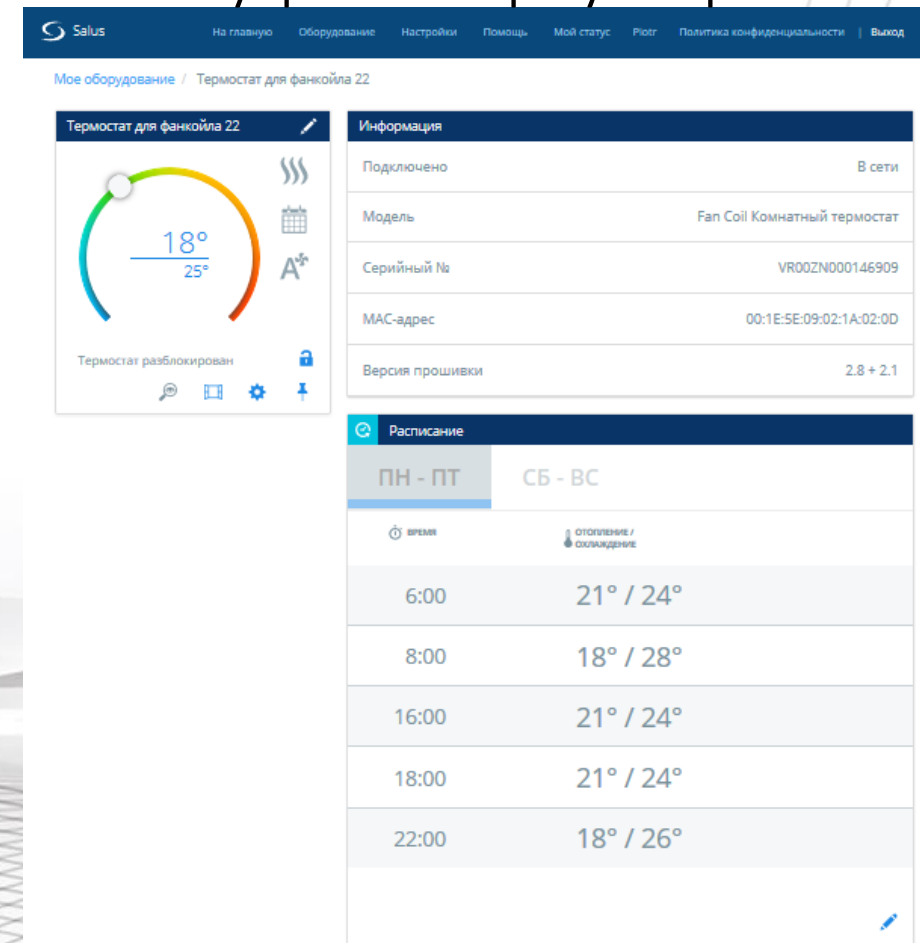 Salus
На главную Оборудование Настройки Помощь Мой статус Piotr Политика конфиденциальности | Выход
Мое оборудование / Термостат для фанкойла 22
Термостат для фанкойла 22
18°
25°
A
Термостат разблокирован
Информация
Подключено В сети
Модель Fan Coil Комнатный термостат
Серийный № VR00ZN000146909
MAC-адрес 00:1E:5E:09:02:1A:02:0D
Версия прошивки 2.8 + 2.1
Расписание
ПН - ПТ СБ - ВС
ВРЕМЯ ОТОПЛЕНИЕ /
ОХЛАЖДЕНИЕ
6:00 21° / 24°
8:00 18° / 28°
16:00 21° / 24°
18:00 21° / 24°
22:00 18° / 26°